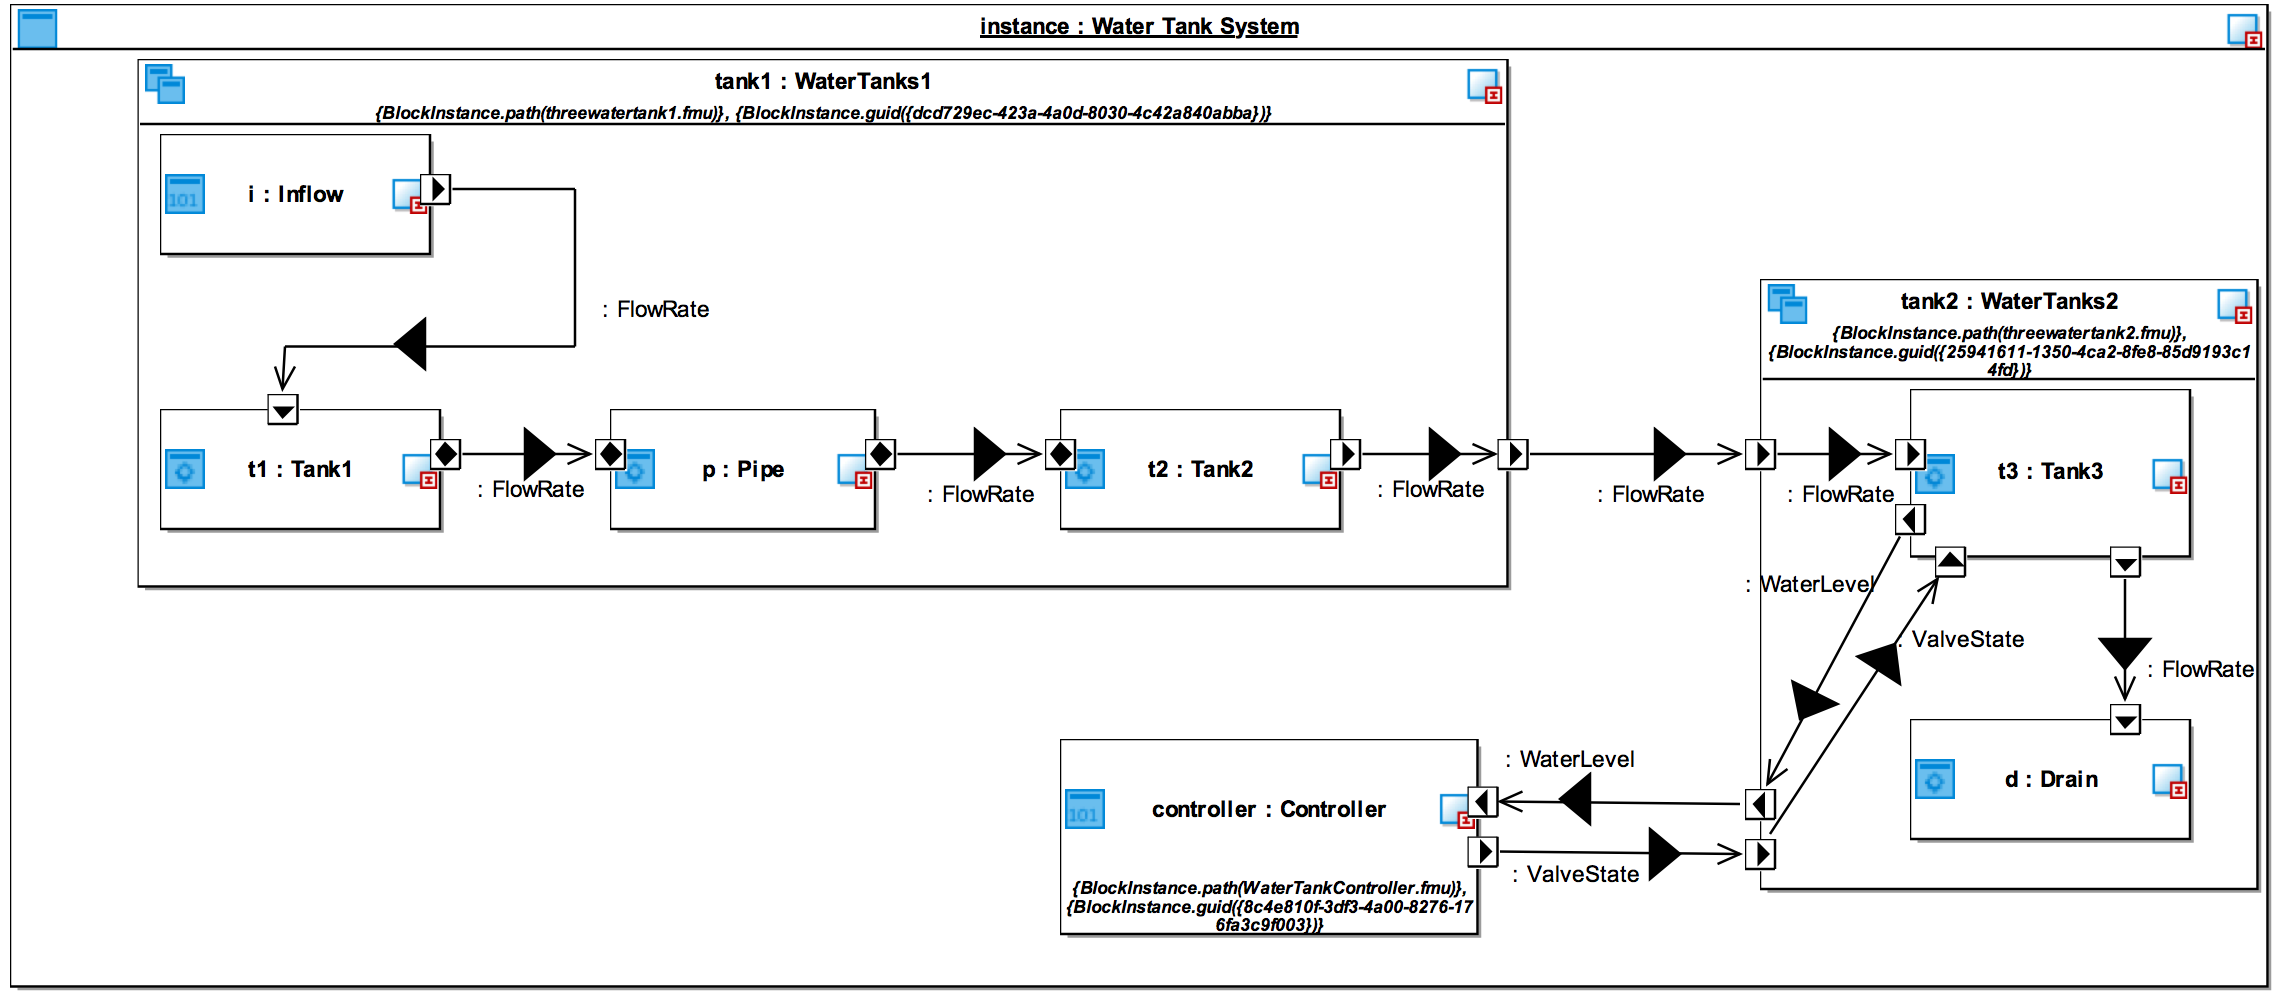 instance : Water Tank System
tank1 : WaterTanks1
{BlockInstance.path(threewatertank1.fmu)}, {BlockInstance.guid({dcd729ec-423a-4a0d-8030-4c42a840abba})}
101
i : Inflow
: FlowRate
t1 : Tank1
: FlowRate
p : Pipe
: FlowRate
t2 : Tank2
: FlowRate
: FlowRate
tank2 : WaterTanks2
{BlockInstance.path(threewatertank2.fmu)},
{BlockInstance.guid({25941611-1350-4ca2-8fe8-85d9193c1
4fd})}
: FlowRate
t3 : Tank3
: WaterLevel
: ValveState
: FlowRate
d : Drain
: WaterLevel
101
controller : Controller
: ValveState
{BlockInstance.path(WaterTankController.fmu)},
{BlockInstance.guid({8c4e810f-3df3-4a00-8276-17
6fa3c9f003})}